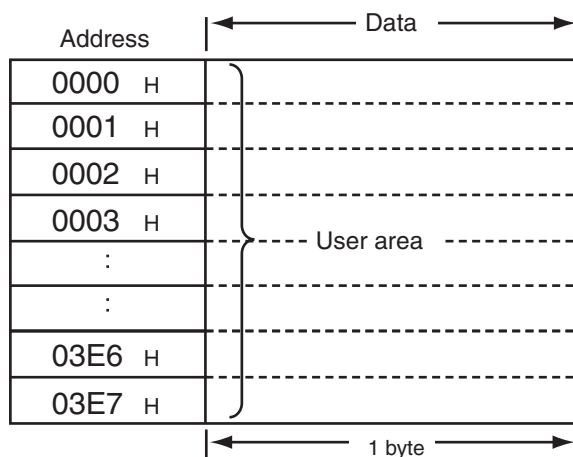 Address
Data
0000 H
0001 H
0002 H
0003 H
User area
:
:
03E6 H
03E7 H
1 byte